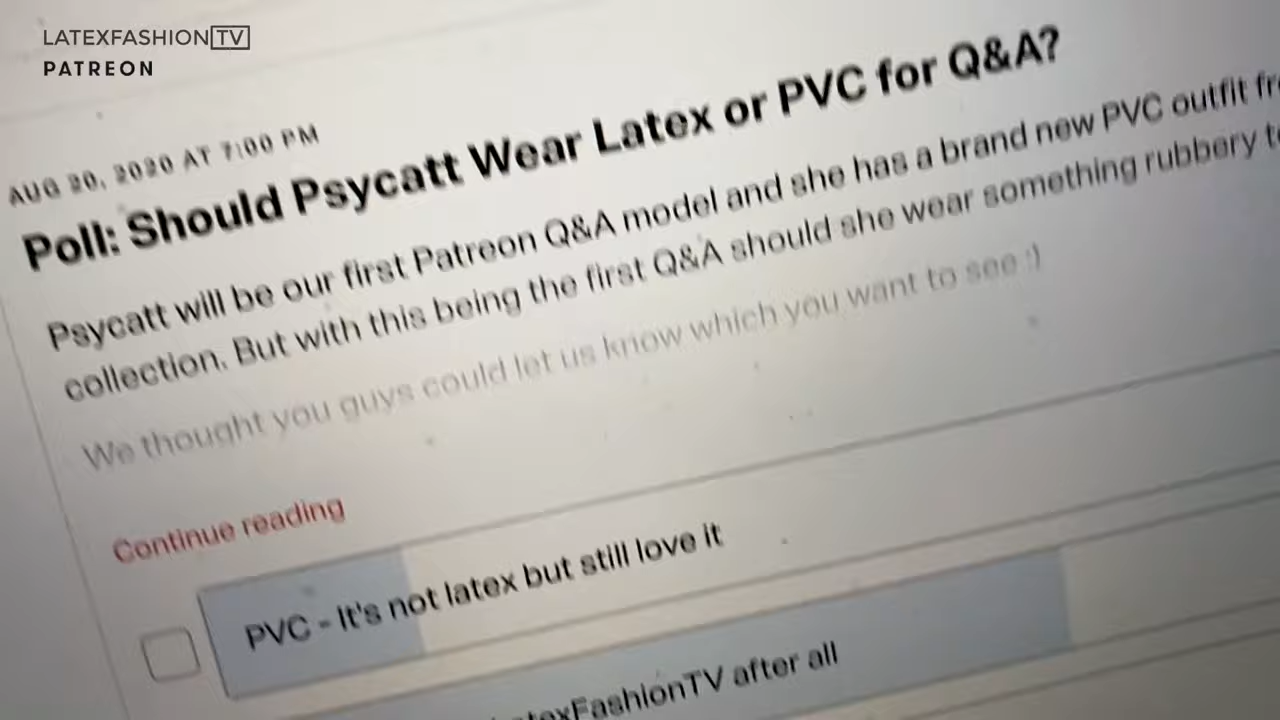 LATEXFASHIONTV
PATREON
AUG 20, 2020 AT 7:00 PM
Poll: Should Psycatt Wear Latex or PVC for Q&A?
Psycatt will be our first Patreon Q&A model and she has a brand new PVC outfit
collection. But with this being the first Q&A should she wear something rubbery
We thought you guys could let us know which you want to see :)
Continue reading
PVC - It's not latex but still love it
after all